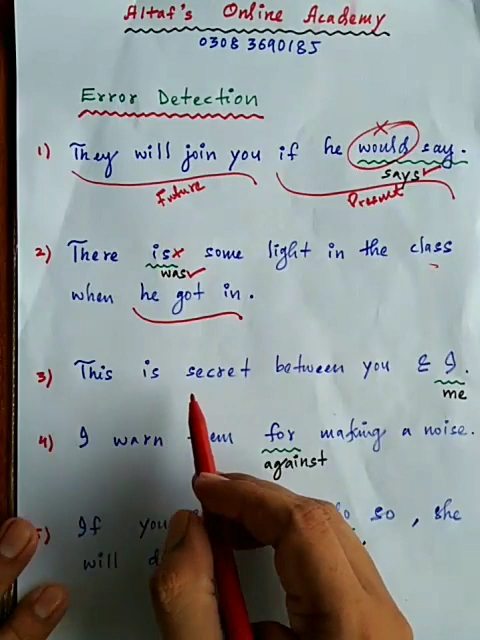 Altaf's Online Academy
0308 3690185
Error Detection
1) They will join you if he would say.
says
Future Present
2) There is some light in the class
was
when he got in.
3) This is secret between you & I.
me
4) I warn them for making a noise.
against
5) If you so, she
will